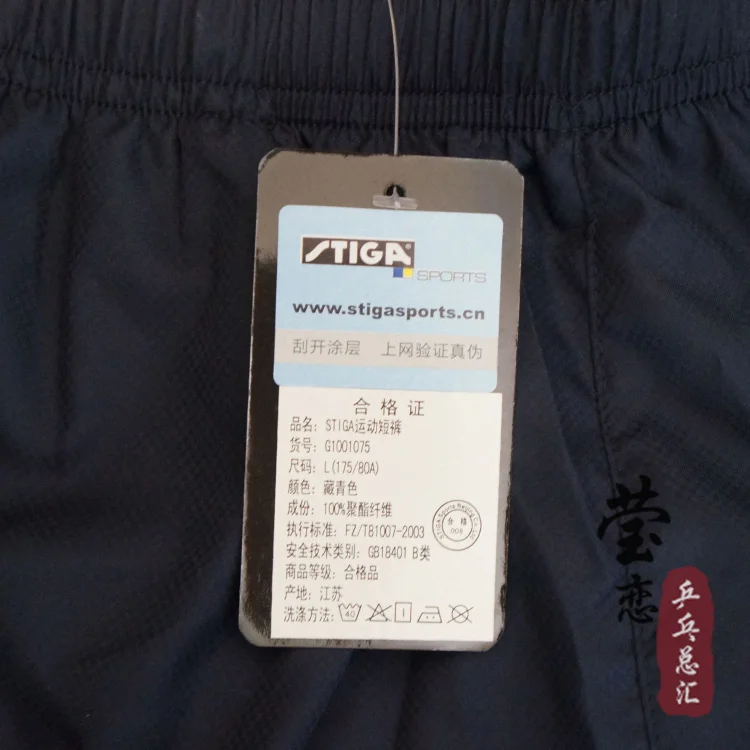 STIGA
SPORTS
www.stigasports.cn
刮开涂层 上网验证真伪
合格证
品名: STIGA运动短裤
货号: G1001075
尺码: L(175/80A)
颜色: 藏青色
成份: 100%聚酯纤维
执行标准: FZ/T81007-2003
安全技术类别: GB18401 B类
商品等级: 合格品
产地: 江苏
洗涤方法: 40
合格
008
莹恋
乒乓总汇